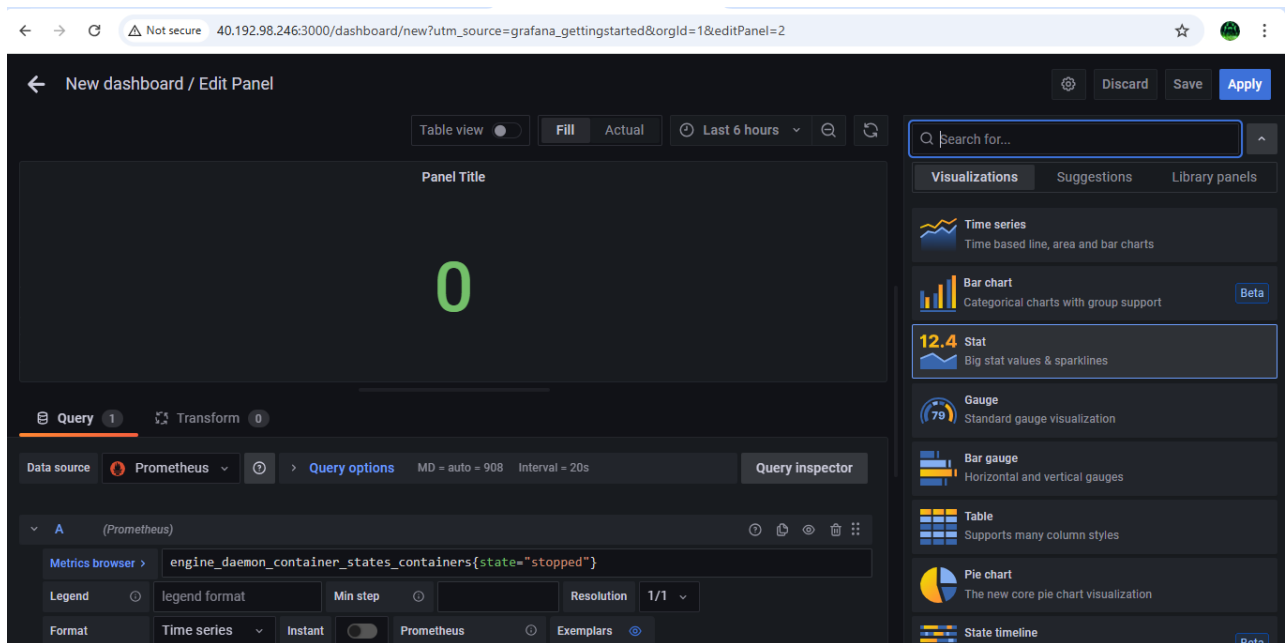 Not secure 40.192.98.246:3000/dashboard/new?utm_source=grafana_gettingstarted&orgId=1&editPanel=2
New dashboard / Edit Panel
Discard Save Apply
Table view Fill Actual Last 6 hours
Search for...
Panel Title
Visualizations Suggestions Library panels
0
Time series
Time based line, area and bar charts
Bar chart
Categorical charts with group support
Beta
12.4 Stat
Big stat values & sparklines
79 Gauge
Standard gauge visualization
Bar gauge
Horizontal and vertical gauges
Table
Supports many column styles
Pie chart
The new core pie chart visualization
State timeline
Beta
Query 1 Transform 0
Data source Prometheus Query options MD = auto = 908 Interval = 20s Query inspector
A (Prometheus)
Metrics browser > engine_daemon_container_states_containers{state="stopped"}
Legend legend format Min step Resolution 1/1
Format Time series Instant Prometheus Exemplars